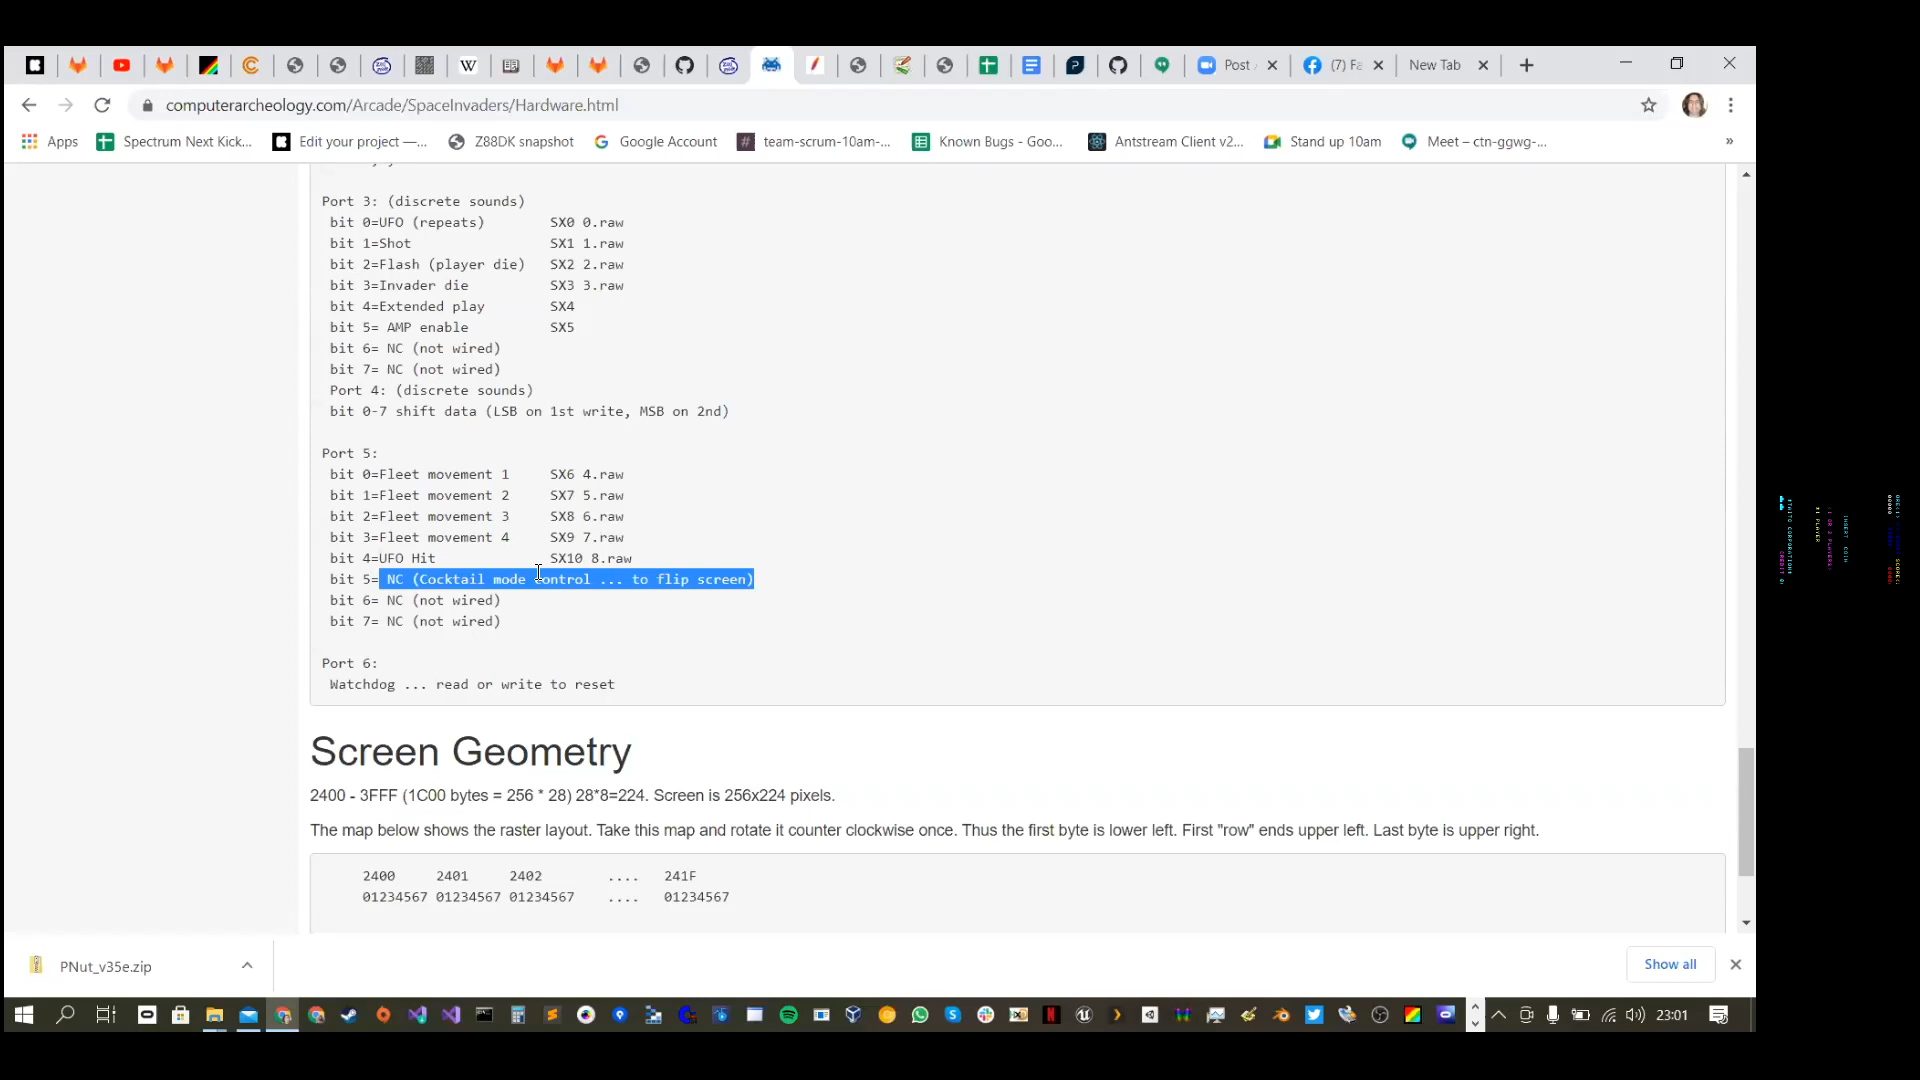 Post
(7) Fa
New Tab
computerarcheology.com/Arcade/SpaceInvaders/Hardware.html
Apps
Spectrum Next Kick...
Edit your project —...
Z88DK snapshot
Google Account
team-scrum-10am-...
Known Bugs - Goo...
Antstream Client v2...
Stand up 10am
Meet – ctn-ggwg-...
»
Port 3: (discrete sounds)
bit 0=UFO (repeats) SX0 0.raw
bit 1=Shot SX1 1.raw
bit 2=Flash (player die) SX2 2.raw
bit 3=Invader die SX3 3.raw
bit 4=Extended play SX4
bit 5= AMP enable SX5
bit 6= NC (not wired)
bit 7= NC (not wired)
Port 4: (discrete sounds)
bit 0-7 shift data (LSB on 1st write, MSB on 2nd)
Port 5:
bit 0=Fleet movement 1 SX6 4.raw
bit 1=Fleet movement 2 SX7 5.raw
bit 2=Fleet movement 3 SX8 6.raw
bit 3=Fleet movement 4 SX9 7.raw
bit 4=UFO Hit SX10 8.raw
bit 5= NC (Cocktail mode control ... to flip screen)
bit 6= NC (not wired)
bit 7= NC (not wired)
Port 6:
Watchdog ... read or write to reset
Screen Geometry
2400 - 3FFF (1C00 bytes = 256 * 28) 28*8=224. Screen is 256x224 pixels.
The map below shows the raster layout. Take this map and rotate it counter clockwise once. Thus the first byte is lower left. First "row" ends upper left. Last byte is upper right.
2400 2401 2402 .... 241F
01234567 01234567 01234567 .... 01234567
PNut_v35e.zip
Show all
23:01
INSERT COIN